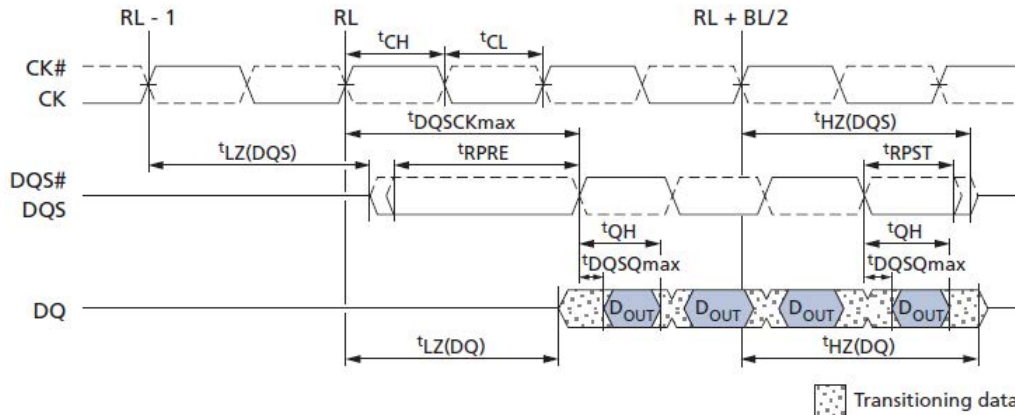 RL - 1 RL RL + BL/2
tCH tCL
CK#
CK
tDQSCKmax tHZ(DQS)
tLZ(DQS) tRPRE tRPST
DQS#
DQS
tQH tQH
tDQSQmax tDQSQmax
DQ DOUT DOUT DOUT DOUT
tLZ(DQ) tHZ(DQ)
Transitioning data